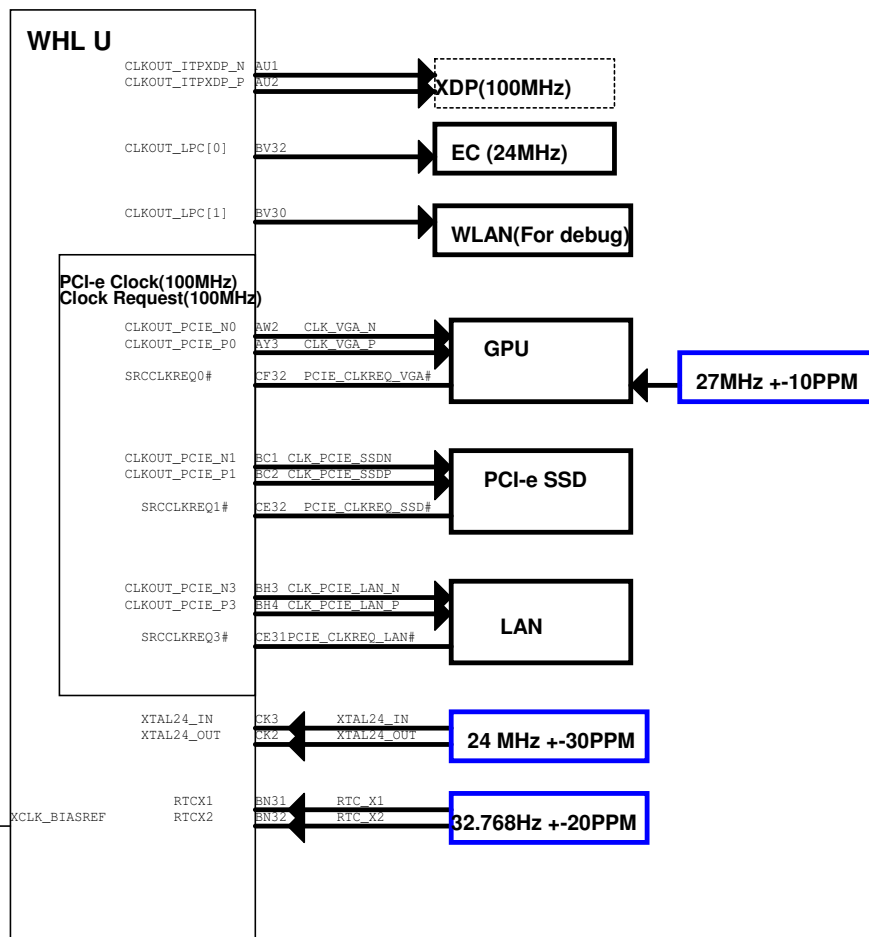 WHL U
CLKOUT_ITPXDP_N AU1
CLKOUT_ITPXDP_P AU2
XDP(100MHz)
CLKOUT_LPC[0] BV32
EC (24MHz)
CLKOUT_LPC[1] BV30
WLAN(For debug)
PCI-e Clock(100MHz)
Clock Request(100MHz)
CLKOUT_PCIE_N0 AW2 CLK_VGA_N
CLKOUT_PCIE_P0 AY3 CLK_VGA_P
GPU
SRCCLKREQ0# CF32 PCIE_CLKREQ_VGA#
27MHz +-10PPM
CLKOUT_PCIE_N1 BC1 CLK_PCIE_SSDN
CLKOUT_PCIE_P1 BC2 CLK_PCIE_SSDP
PCI-e SSD
SRCCLKREQ1# CE32 PCIE_CLKREQ_SSD#
CLKOUT_PCIE_N3 BH3 CLK_PCIE_LAN_N
CLKOUT_PCIE_P3 BH4 CLK_PCIE_LAN_P
LAN
SRCCLKREQ3# CE31 PCIE_CLKREQ_LAN#
XTAL24_IN CK3 XTAL24_IN
XTAL24_OUT CK2 XTAL24_OUT
24 MHz +-30PPM
RTCX1 BN31 RTC_X1
XCLK_BIASREF RTCX2 BN32 RTC_X2
32.768Hz +-20PPM